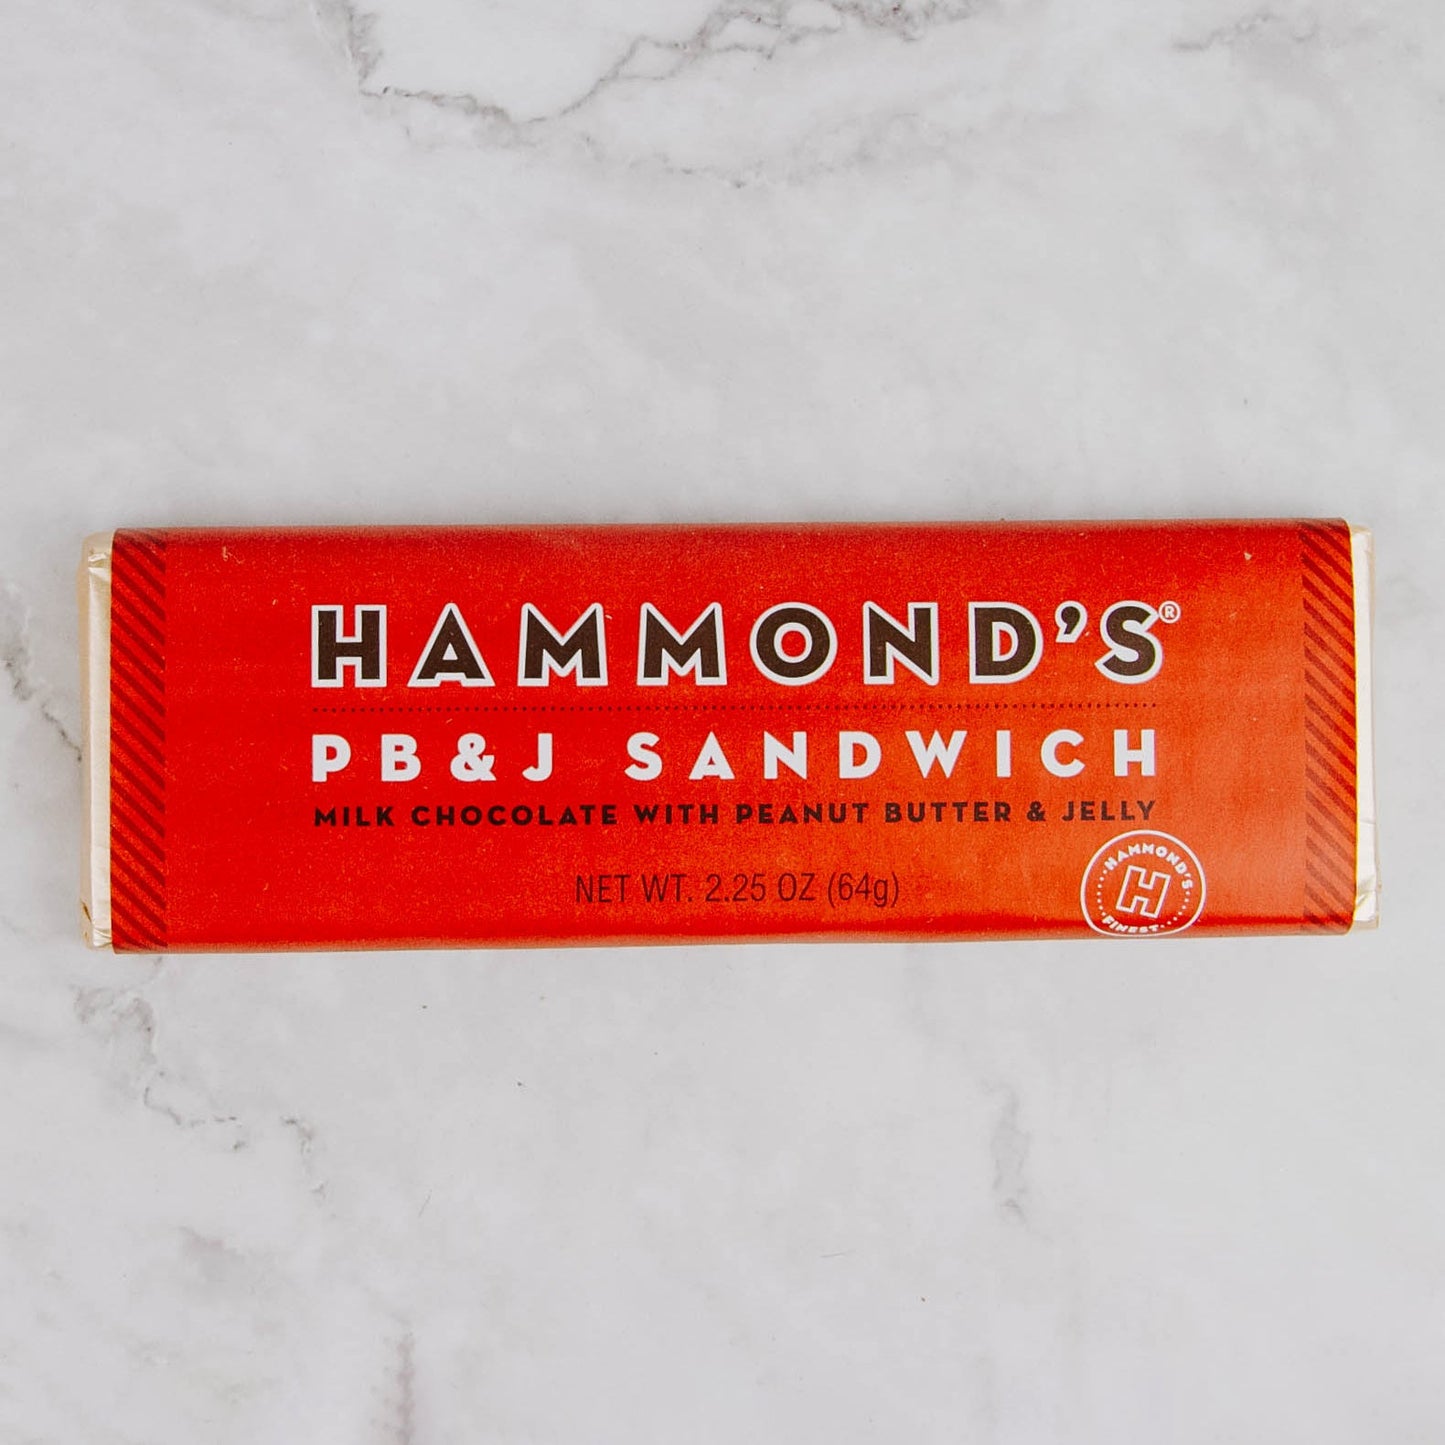 HAMMOND'S®
PB&J SANDWICH
MILK CHOCOLATE WITH PEANUT BUTTER & JELLY
NET WT. 2.25 OZ (64g)
HAMMOND'S
H
FINEST